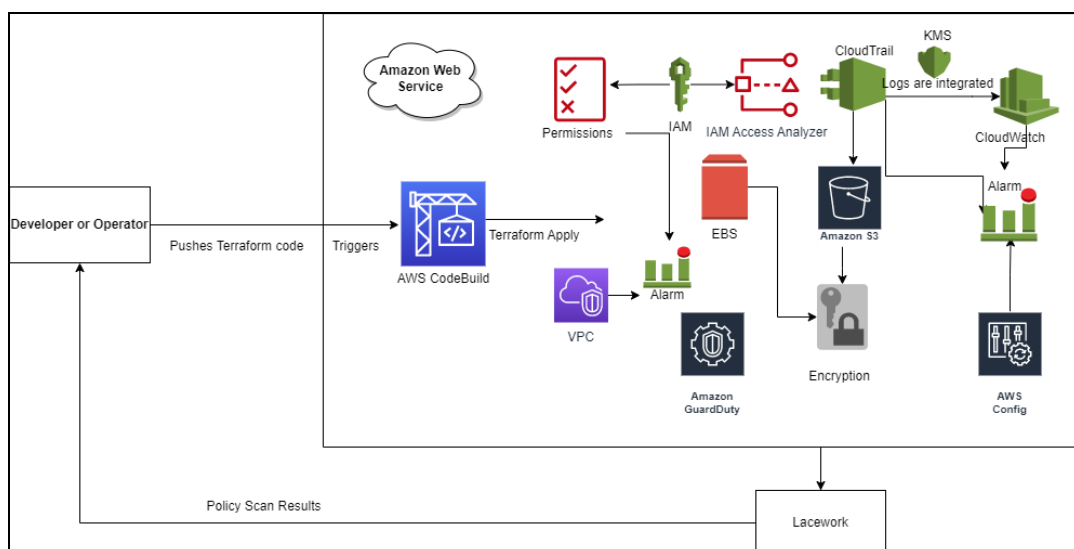 Amazon Web
Service
KMS
CloudTrail
Logs are integrated
Permissions
IAM
IAM Access Analyzer
CloudWatch
Alarm
Developer or Operator
Pushes Terraform code
Triggers
AWS CodeBuild
Terraform Apply
EBS
Amazon S3
VPC
Alarm
Encryption
Amazon
GuardDuty
AWS
Config
Policy Scan Results
Lacework